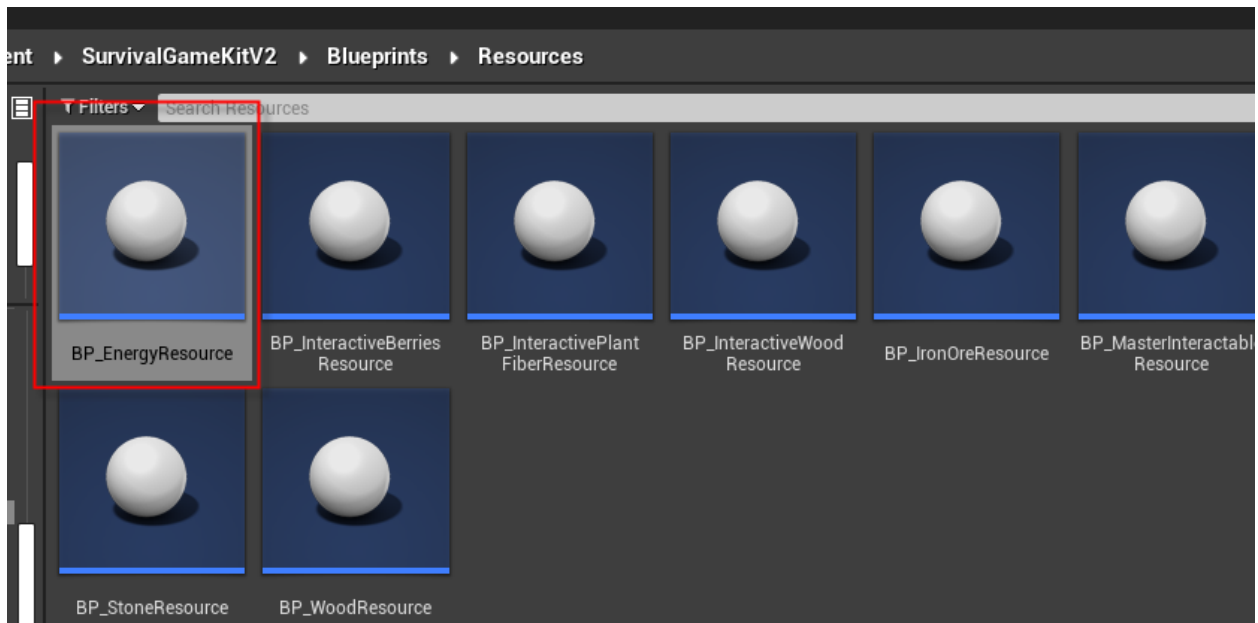 ent ▸ SurvivalGameKitV2 ▸ Blueprints ▸ Resources
Filters Search Resources
BP_EnergyResource
BP_InteractiveBerries
Resource
BP_InteractivePlant
FiberResource
BP_InteractiveWood
Resource
BP_IronOreResource
BP_MasterInteractabl
Resource
BP_StoneResource
BP_WoodResource